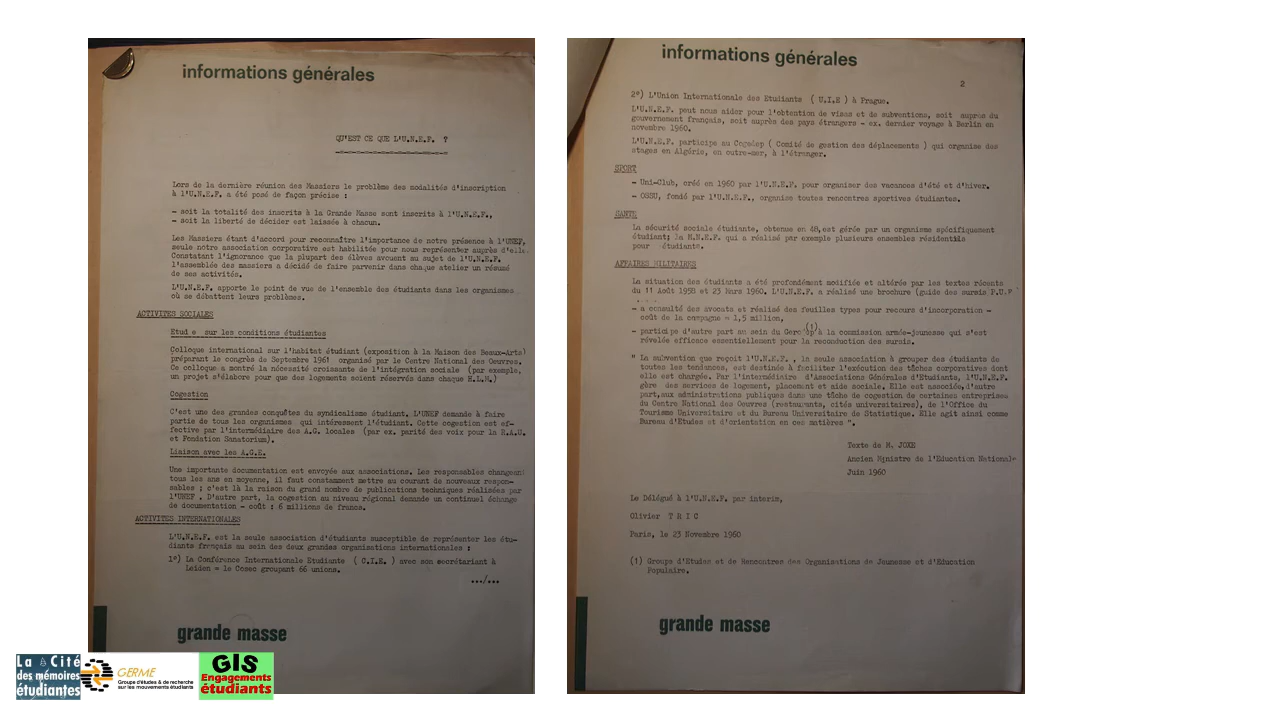 informations générales
QU'EST CE QUE L'U.N.E.F. ?
Lors de la dernière réunion des Massiers le problème des modalités d'inscription
à l'U.N.E.F. a été posé de façon précise :
- soit la totalité des inscrits à la Grande Masse sont inscrits à l'U.N.E.F.,
- soit la liberté de décider est laissée à chacun.
Les Massiers étant d'accord pour reconnaître l'importance de notre présence à l'UNEF,
seule notre association corporative est habilitée pour nous représenter auprès d'elle.
Constatant l'ignorance que la plupart des élèves avouent au sujet de l'U.N.E.F.
l'assemblée des massiers a décidé de faire parvenir dans chaque atelier un résumé
de ses activités.
L'U.N.E.F. apporte le point de vue de l'ensemble des étudiants dans les organismes
où se débattent leurs problèmes.
ACTIVITES SOCIALES
Etud e sur les conditions étudiantes
Colloque international sur l'habitat étudiant (exposition à la Maison des Beaux-Arts)
préparant le congrès de Septembre 1961 organisé par le Centre National des Oeuvres.
Ce colloque a montré la nécessité croissante de l'intégration sociale (par exemple,
un projet s'élabore pour que des logements soient réservés dans chaque H.L.M.)
Cogestion
C'est une des grandes conquêtes du syndicalisme étudiant. L'UNEF demande à faire
partie de tous les organismes qui intéressent l'étudiant. Cette cogestion est ef-
fective par l'intermédiaire des A.G. locales (par ex. parité des voix pour la R.A.U.
et Fondation Sanatorium).
Liaison avec les A.G.E.
Une importante documentation est envoyée aux associations. Les responsables changeant
tous les ans en moyenne, il faut constamment mettre au courant de nouveaux respon-
sables ; c'est là la raison du grand nombre de publications techniques réalisées par
l'UNEF . D'autre part, la cogestion au niveau régional demande un continuel échange
de documentation - coût : 6 millions de francs.
ACTIVITES INTERNATIONALES
L'U.N.E.F. est la seule association d'étudiants susceptible de représenter les étu-
diants français au sein des deux grandes organisations internationales :
1°) La Conférence Internationale Etudiante ( C.I.E. ) avec son secrétariat à
Leiden = le Cosec groupant 66 unions.
.../...
grande masse
La Cité
des mémoires
étudiantes
GERME
Groupe d'études & de recherche
sur les mouvements étudiants
GIS
Engagements
étudiants
informations générales
2
2°) L'Union Internationale des Etudiants ( U.I.E ) à Prague.
L'U.N.E.F. peut nous aider pour l'obtention de visas et de subventions, soit auprès du
gouvernement français, soit auprès des pays étrangers - ex. dernier voyage à Berlin en
novembre 1960.
L'U.N.E.F. participe au Cogedep ( Comité de gestion des déplacements ) qui organise des
stages en Algérie, en outre-mer, à l'étranger.
SPORT
- Uni-Club, créé en 1960 par l'U.N.E.F. pour organiser des vacances d'été et d'hiver.
- OSSU, fondé par l'U.N.E.F., organise toutes rencontres sportives étudiantes.
SANTE
La sécurité sociale étudiante, obtenue en 48, est gérée par un organisme spécifiquement
étudiant; la M.N.E.F. qui a réalisé par exemple plusieurs ensembles résidentiels
pour étudiants.
AFFAIRES MILITAIRES
La situation des étudiants a été profondément modifiée et altérée par les textes récents
du 11 Août 1958 et 23 Mars 1960. L'U.N.E.F. a réalisé une brochure (guide des sursis P.U.F
- a consulté des avocats et réalisé des feuilles types pour recours d'incorporation -
coût de la campagne = 1,5 million,
- participe d'autre part au sein du Gerojep (1) à la commission armée-jeunesse qui s'est
révélée efficace essentiellement pour la reconduction des sursis.
" La subvention que reçoit l'U.N.E.F. , la seule association à grouper des étudiants de
toutes les tendances, est destinée à faciliter l'exécution des tâches corporatives dont
elle est chargée. Par l'intermédiaire d'Associations Générales d'Etudiants, l'U.N.E.F.
gère des services de logement, placement et aide sociale. Elle est associée, d'autre
part, aux administrations publiques dans une tâche de cogestion de certaines entreprises
du Centre National des Oeuvres (restaurants, cités universitaires), de l'Office du
Tourisme Universitaire et du Bureau Universitaire de Statistique. Elle agit ainsi comme
Bureau d'Etudes et d'orientation en ces matières ".
Texte de M. JOXE
Ancien Ministre de l'Education Nationale
Juin 1960
Le Délégué à l'U.N.E.F. par interim,
Olivier T R I C
Paris, le 23 Novembre 1960
(1) Groupe d'Etudes et de Rencontres des Organisations de Jeunesse et d'Education
Populaire.
grande masse